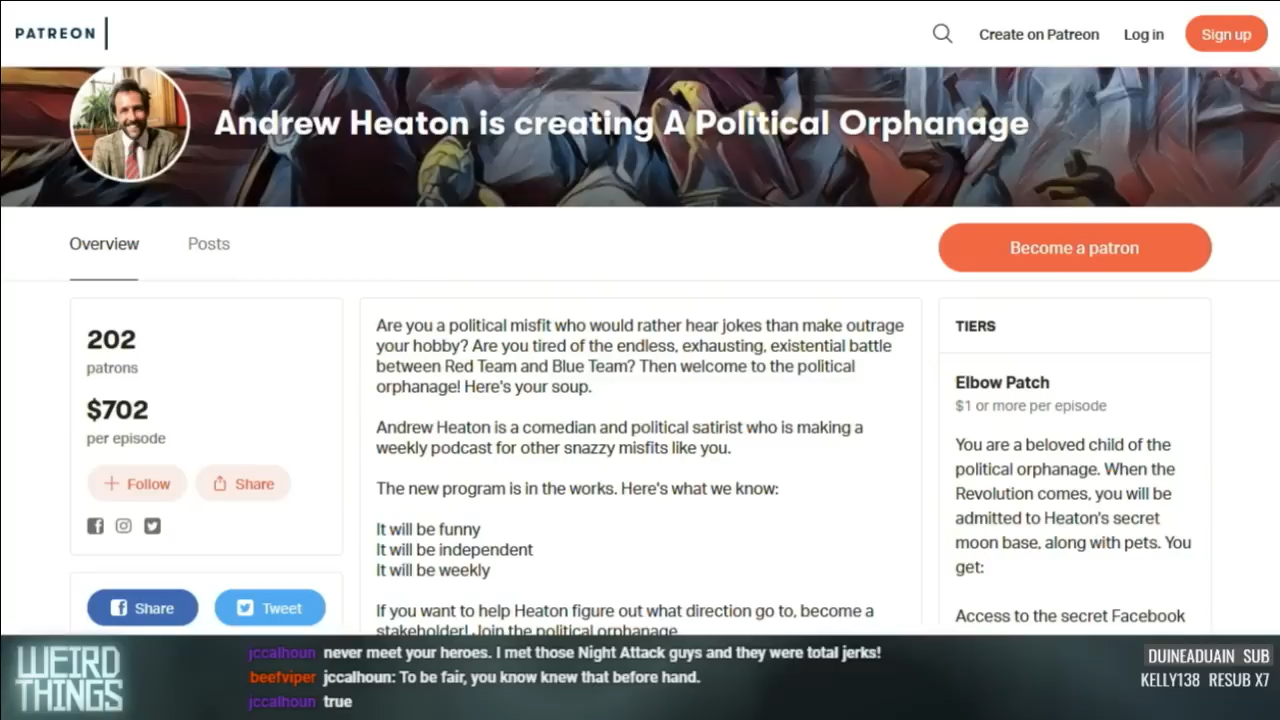 PATREON
Create on Patreon
Log in
Sign up
Andrew Heaton is creating A Political Orphanage
Overview
Posts
Become a patron
202
patrons
$702
per episode
Follow
Share
Share
Tweet
Are you a political misfit who would rather hear jokes than make outrage
your hobby? Are you tired of the endless, exhausting, existential battle
between Red Team and Blue Team? Then welcome to the political
orphanage! Here's your soup.
Andrew Heaton is a comedian and political satirist who is making a
weekly podcast for other snazzy misfits like you.
The new program is in the works. Here's what we know:
It will be funny
It will be independent
It will be weekly
If you want to help Heaton figure out what direction go to, become a
stakeholder! Join the political orphanage
TIERS
Elbow Patch
$1 or more per episode
You are a beloved child of the
political orphanage. When the
Revolution comes, you will be
admitted to Heaton's secret
moon base, along with pets. You
get:
Access to the secret Facebook
WEIRD
THINGS
jccalhoun never meet your heroes. I met those Night Attack guys and they were total jerks!
beefviper jccalhoun: To be fair, you know knew that before hand.
jccalhoun true
DUINEADUAIN SUB
KELLY138 RESUB X7